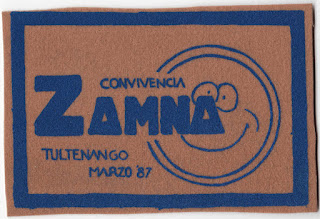 CONVIVENCIA
ZAMNA
TULTENANGO
MARZO '87